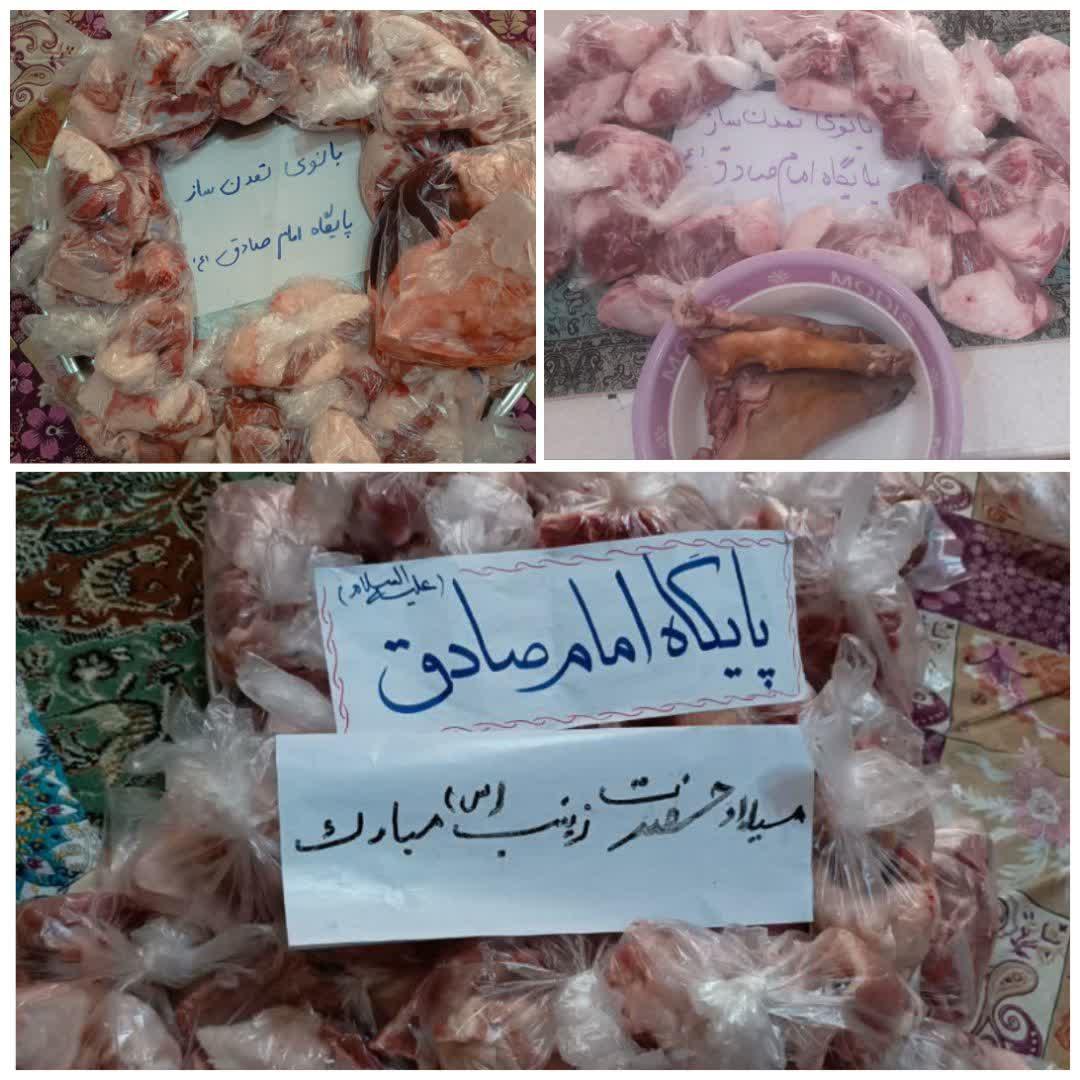 بانوی تمدن ساز
پایگاه امام صادق (ع)
بانوی تمدن ساز
پایگاه امام صادق (ع)
MODIS
پایگاه امام صادق (علیه السلام)
میلاد حضرت زینب (س) مبارک